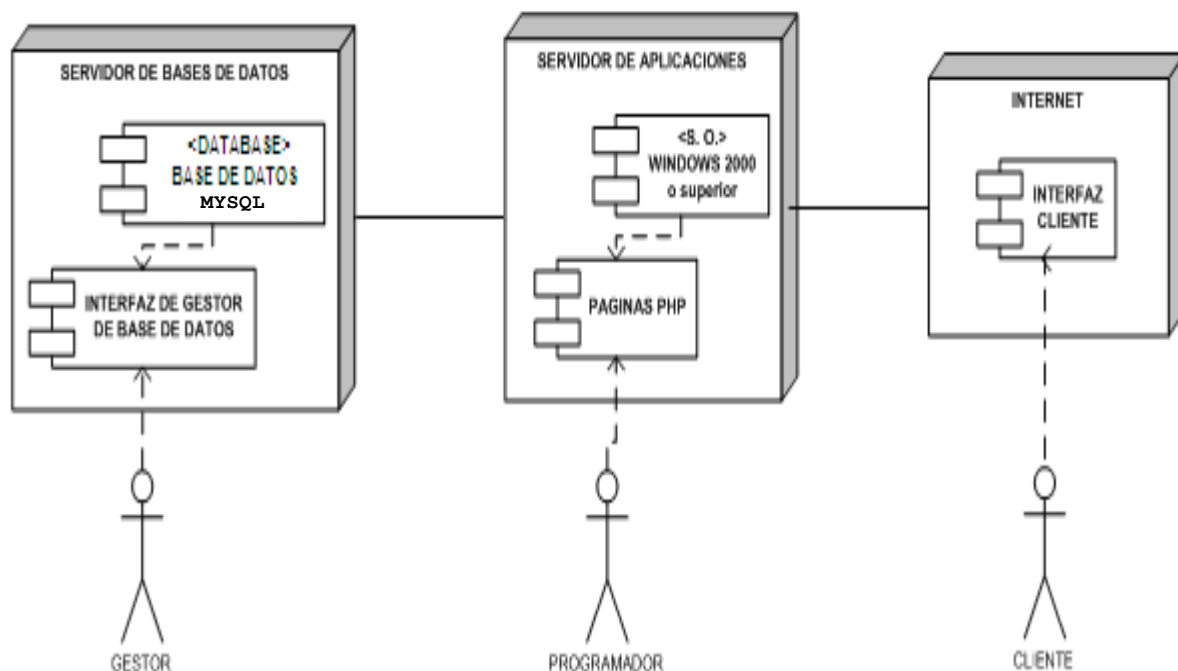 SERVIDOR DE BASES DE DATOS
<DATABASE>
BASE DE DATOS
MYSQL
INTERFAZ DE GESTOR
DE BASE DE DATOS
GESTOR
SERVIDOR DE APLICACIONES
<S. O.>
WINDOWS 2000
o superior
PAGINAS PHP
PROGRAMADOR
INTERNET
INTERFAZ
CLIENTE
CLIENTE